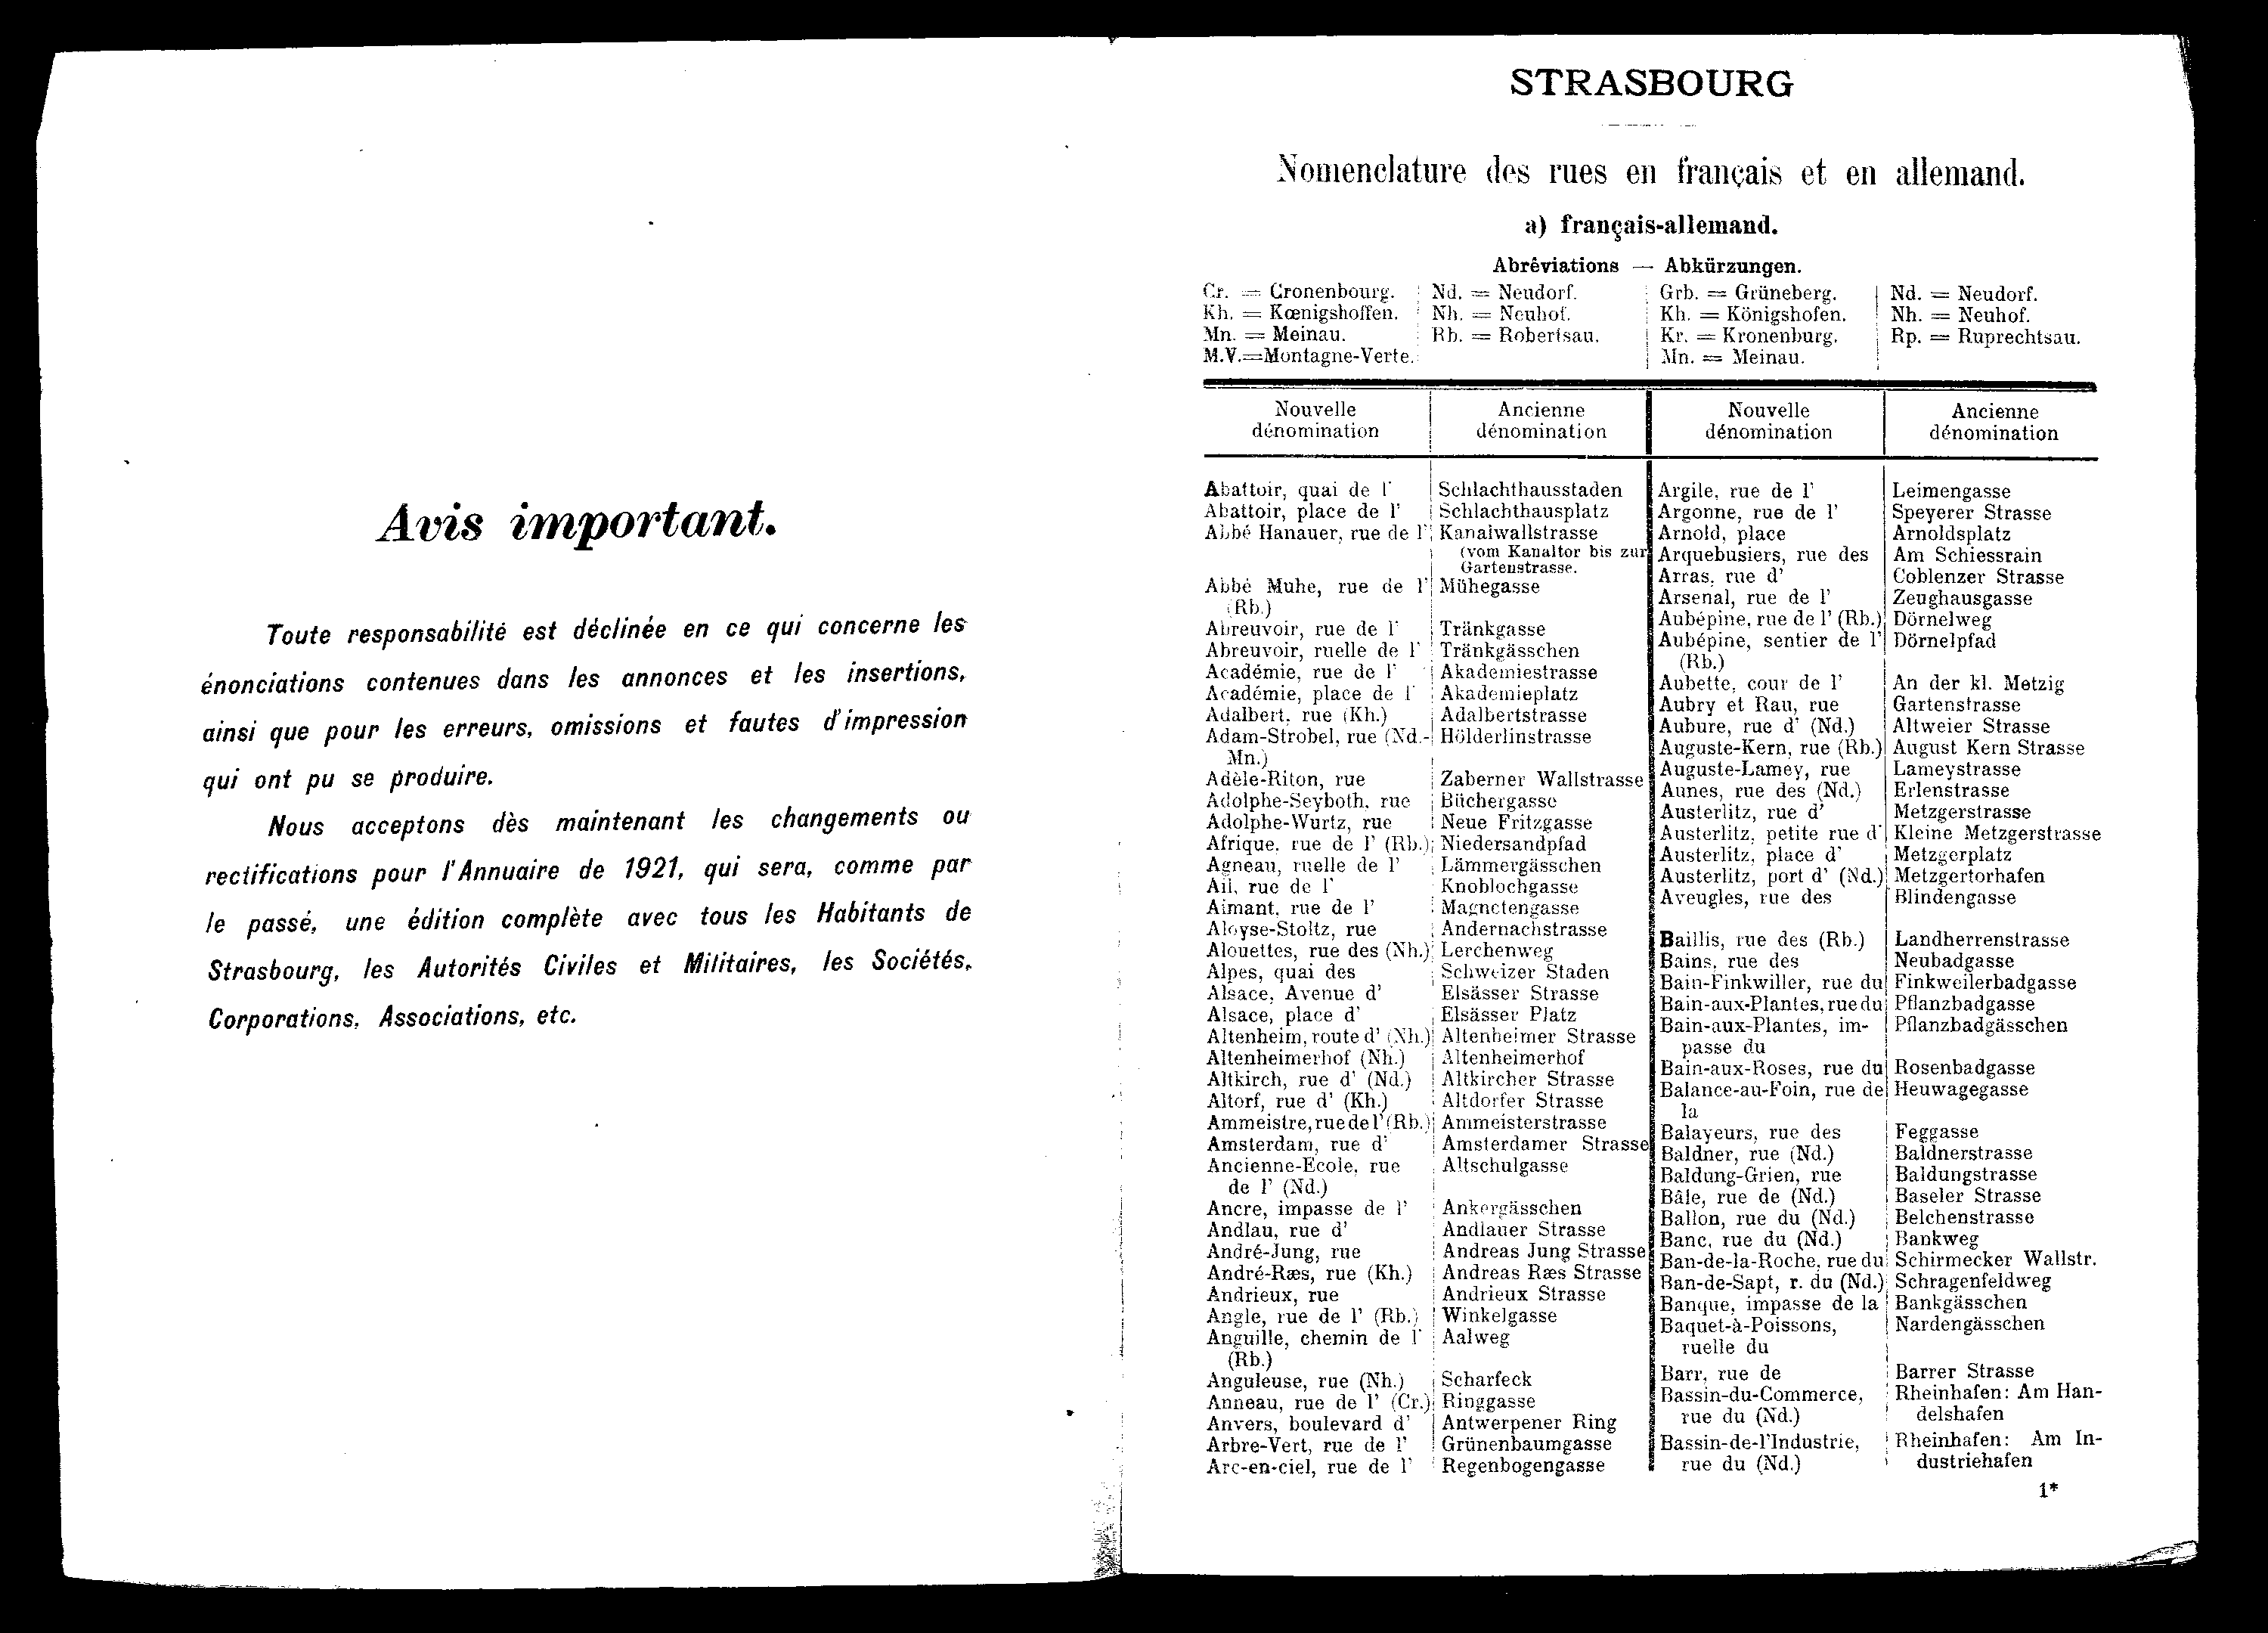 Avis important.
Toute responsabilité est déclinée en ce qui concerne les
énonciations contenues dans les annonces et les insertions,
ainsi que pour les erreurs, omissions et fautes d'impression
qui ont pu se produire.
Nous acceptons dès maintenant les changements ou
rectifications pour l'Annuaire de 1921, qui sera, comme par
le passé, une édition complète avec tous les Habitants de
Strasbourg, les Autorités Civiles et Militaires, les Sociétés,
Corporations, Associations, etc.
STRASBOURG
Nomenclature des rues en français et en allemand.
a) français-allemand.
Abréviations — Abkürzungen.
Cr. = Cronenbourg. Nd. = Neudorf. Grb. = Grüneberg. Nd. = Neudorf.
Kh. = Kœnigshoffen. Nh. = Neuhof. Kh. = Königshofen. Nh. = Neuhof.
Mn. = Meinau. Rb. = Robertsau. Kr. = Kronenburg. Rp. = Ruprechtsau.
M.V.=Montagne-Verte. Mn. = Meinau.
Nouvelle dénomination
Ancienne dénomination
Nouvelle dénomination
Ancienne dénomination
Abattoir, quai de l' Schlachthausstaden
Abattoir, place de l' Schlachthausplatz
Abbé Hanauer, rue de l' Kanalwallstrasse
(vom Kanaltor bis zur
Gartenstrasse.
Abbé Muhe, rue de l' Mühegasse
(Rb.)
Abreuvoir, rue de l' Tränkgasse
Abreuvoir, ruelle de l' Tränkgässchen
Académie, rue de l' Akademiestrasse
Académie, place de l' Akademieplatz
Adalbert, rue (Kh.) Adalbertstrasse
Adam-Strobel, rue (Nd.- Hölderlinstrasse
Mn.)
Adèle-Riton, rue Zaberner Wallstrasse
Adolphe-Seyboth, rue Büchergasse
Adolphe-Wurtz, rue Neue Fritzgasse
Afrique, rue de l' (Rb.) Niedersandpfad
Agneau, ruelle de l' Lämmergässchen
Ail, rue de l' Knoblochgasse
Aimant, rue de l' Magnetengasse
Aloyse-Stoltz, rue Andernachstrasse
Alouettes, rue des (Nh.) Lerchenweg
Alpes, quai des Schweizer Staden
Alsace, Avenue d' Elsässer Strasse
Alsace, place d' Elsässer Platz
Altenheim, route d' (Nh.) Altenheimer Strasse
Altenheimerhof (Nh.) Altenheimerhof
Altkirch, rue d' (Nd.) Altkircher Strasse
Altorf, rue d' (Kh.) Altdorfer Strasse
Ammeistre, rue de l' (Rb.) Ammeisterstrasse
Amsterdam, rue d' Amsterdamer Strasse
Ancienne-Ecole, rue Altschulgasse
de l' (Nd.)
Ancre, impasse de l' Ankergässchen
Andlau, rue d' Andlauer Strasse
André-Jung, rue Andreas Jung Strasse
André-Ræs, rue (Kh.) Andreas Ræs Strasse
Andrieux, rue Andrieux Strasse
Angle, rue de l' (Rb.) Winkelgasse
Anguille, chemin de l' Aalweg
(Rb.)
Anguleuse, rue (Nh.) Scharfeck
Anneau, rue de l' (Cr.) Ringgasse
Anvers, boulevard d' Antwerpener Ring
Arbre-Vert, rue de l' Grünenbaumgasse
Arc-en-ciel, rue de l' Regenbogengasse
Argile, rue de l' Leimengasse
Argonne, rue de l' Speyerer Strasse
Arnold, place Arnoldsplatz
Arquebusiers, rue des Am Schiessrain
Arras, rue d' Coblenzer Strasse
Arsenal, rue de l' Zeughausgasse
Aubépine, rue de l' (Rb.) Dörnelweg
Aubépine, sentier de l' Dörnelpfad
(Rb.)
Aubette, cour de l' An der kl. Metzig
Aubry et Rau, rue Gartenstrasse
Aubure, rue d' (Nd.) Altweier Strasse
Auguste-Kern, rue (Rb.) August Kern Strasse
Auguste-Lamey, rue Lameystrasse
Aunes, rue des (Nd.) Erlenstrasse
Austerlitz, rue d' Metzgerstrasse
Austerlitz, petite rue d' Kleine Metzgerstrasse
Austerlitz, place d' Metzgerplatz
Austerlitz, port d' (Nd.) Metzgertorhafen
Aveugles, rue des Blindengasse
Baillis, rue des (Rb.) Landherrenstrasse
Bains, rue des Neubadgasse
Bain-Finkwiller, rue du Finkweilerbadgasse
Bain-aux-Plantes, rue du Pflanzbadgasse
Bain-aux-Plantes, im- Pflanzbadgässchen
passe du
Bain-aux-Roses, rue du Rosenbadgasse
Balance-au-Foin, rue de Heuwagegasse
la
Balayeurs, rue des Feggasse
Baldner, rue (Nd.) Baldnerstrasse
Baldung-Grien, rue Baldungstrasse
Bâle, rue de (Nd.) Baseler Strasse
Ballon, rue du (Nd.) Belchenstrasse
Banc, rue du (Nd.) Bankweg
Ban-de-la-Roche, rue du Schirmecker Wallstr.
Ban-de-Sapt, r. du (Nd.) Schragenfeldweg
Banque, impasse de la Bankgässchen
Baquet-à-Poissons, Nardengässchen
ruelle du
Barr, rue de Barrer Strasse
Bassin-du-Commerce, Rheinhafen: Am Han-
rue du (Nd.) delshafen
Bassin-de-l'Industrie, Rheinhafen: Am In-
rue du (Nd.) dustriehafen
1*